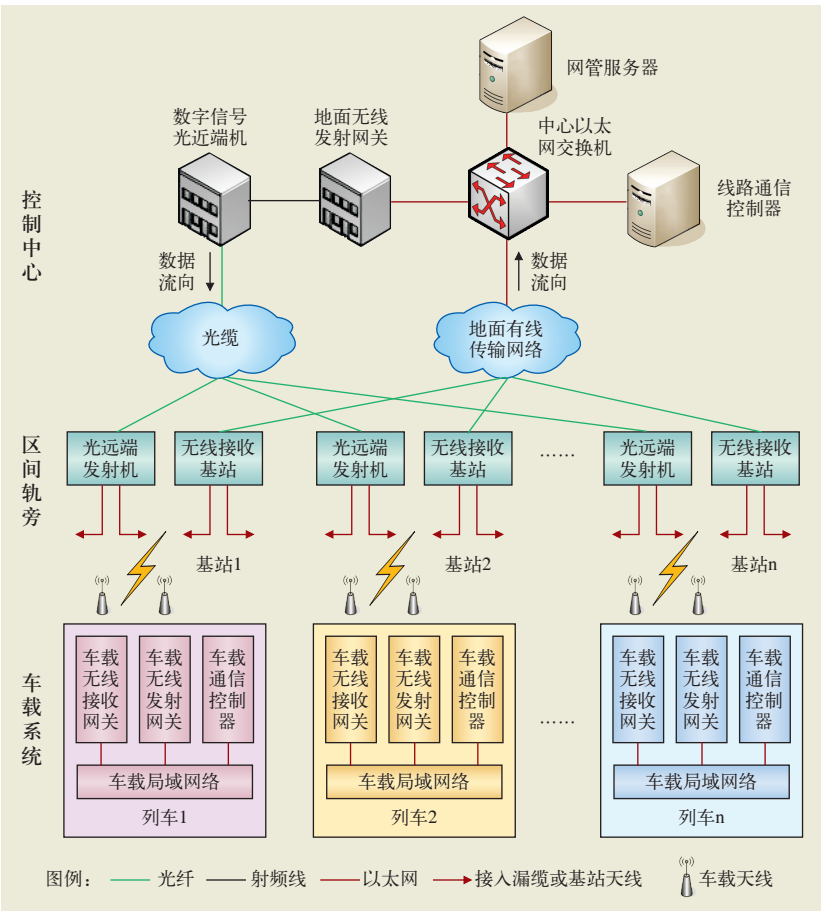 网管服务器
数字信号
光近端机
地面无线
发射网关
中心以太
网交换机
线路通信
控制器
控制中心
数据
流向
数据
流向
光缆
地面有线
传输网络
区间轨旁
光远端
发射机
无线接收
基站
光远端
发射机
无线接收
基站
……
光远端
发射机
无线接收
基站
基站1
基站2
基站n
车载系统
车载
无线
接收
网关
车载
无线
发射
网关
车载
通信
控制
器
车载局域网络
列车1
车载
无线
接收
网关
车载
无线
发射
网关
车载
通信
控制
器
车载局域网络
列车2
……
车载
无线
接收
网关
车载
无线
发射
网关
车载
通信
控制
器
车载局域网络
列车n
图例： 光纤 射频线 以太网 接入漏缆或基站天线 车载天线